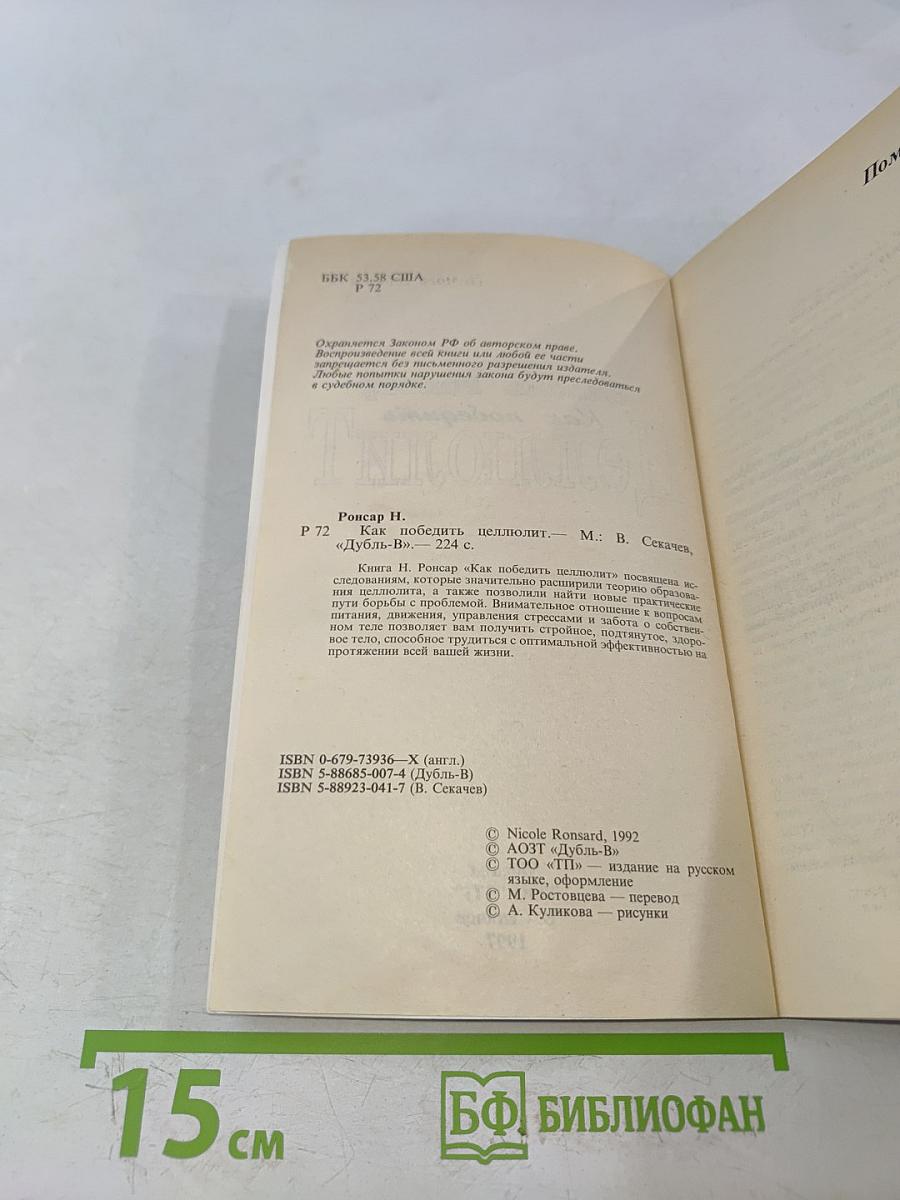 ББК 53.58 США
Р 72
Охраняется Законом РФ об авторском праве.
Воспроизведение всей книги или любой ее части
запрещается без письменного разрешения издателя.
Любые попытки нарушения закона будут преследоваться
в судебном порядке.
Ронсар Н.
Р 72 Как победить целлюлит.— М.: В. Секачев,
«Дубль-В».— 224 с.
Книга Н. Ронсар «Как победить целлюлит» посвящена ис-
следованиям, которые значительно расширили теорию образова-
ния целлюлита, а также позволили найти новые практические
пути борьбы с проблемой. Внимательное отношение к вопросам
питания, движения, управления стрессами и забота о собствен-
ном теле позволяет вам получить стройное, подтянутое, здоро-
вое тело, способное трудиться с оптимальной эффективностью на
протяжении всей вашей жизни.
ISBN 0-679-73936—X (англ.)
ISBN 5-88685-007-4 (Дубль-В)
ISBN 5-88923-041-7 (В. Секачев)
© Nicole Ronsard, 1992
© АОЗТ «Дубль-В»
© ТОО «ТП» — издание на русском
языке, оформление
© М. Ростовцева — перевод
© А. Куликова — рисунки
Пом
15 см
БФ БИБЛИОФАН